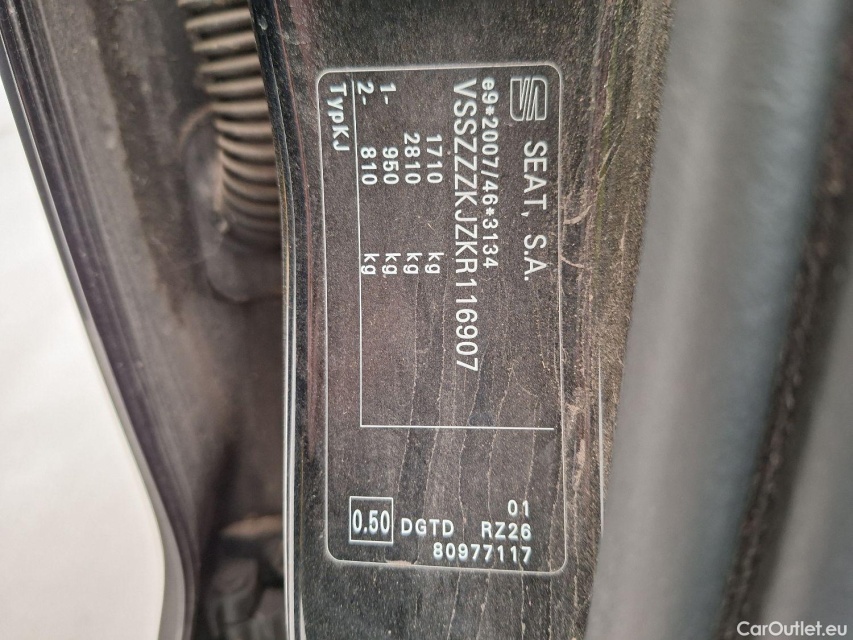 SEAT, S.A.
e9*2007/46*3134
VSSZZZKJZKR116907
1710 kg
2810 kg
1- 950 kg
2- 810 kg
TypKJ
01
0.50 DGTD RZ26
80977117
CarOutlet.eu